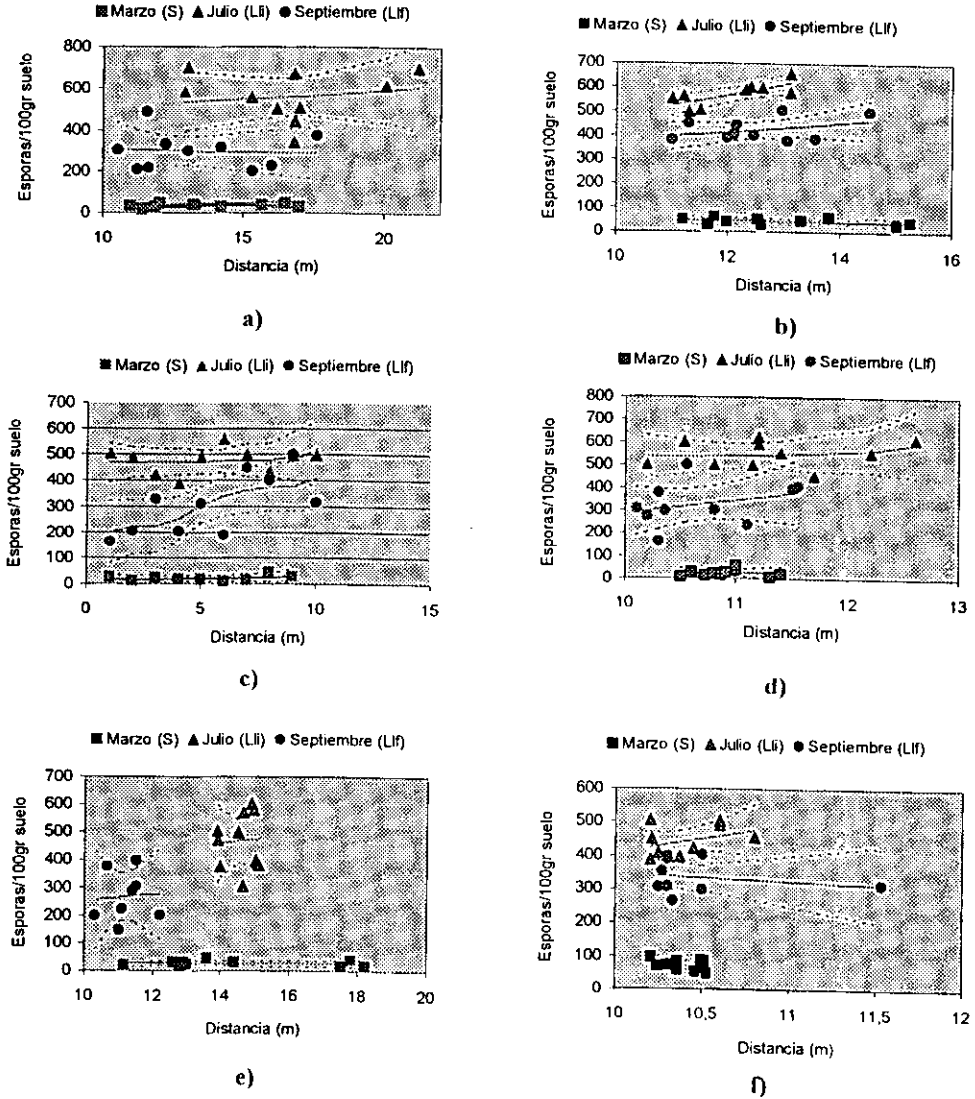 Marzo (S) Julio (Lli) Septiembre (Llf)
Esporas/100gr suelo
800
600
400
200
0
10 15 20
Distancia (m)
a)
Marzo (S) Julio (Lli) Septiembre (Llf)
Esporas/100gr suelo
700
600
500
400
300
200
100
0
10 12 14 16
Distancia (m)
b)
Marzo (S) Julio (Lli) Septiembre (Llf)
Esporas/100gr suelo
700
600
500
400
300
200
100
0
0 5 10 15
Distancia (m)
c)
Marzo (S) Julio (Lli) Septiembre (Llf)
Esporas/100gr suelo
800
700
600
500
400
300
200
100
0
10 11 12 13
Distancia (m)
d)
Marzo (S) Julio (Lli) Septiembre (Llf)
Esporas/100gr suelo
700
600
500
400
300
200
100
0
10 12 14 16 18 20
Distancia (m)
e)
Marzo (S) Julio (Lli) Septiembre (Llf)
Esporas/100gr suelo
600
500
400
300
200
100
0
10 10,5 11 11,5 12
Distancia (m)
f)